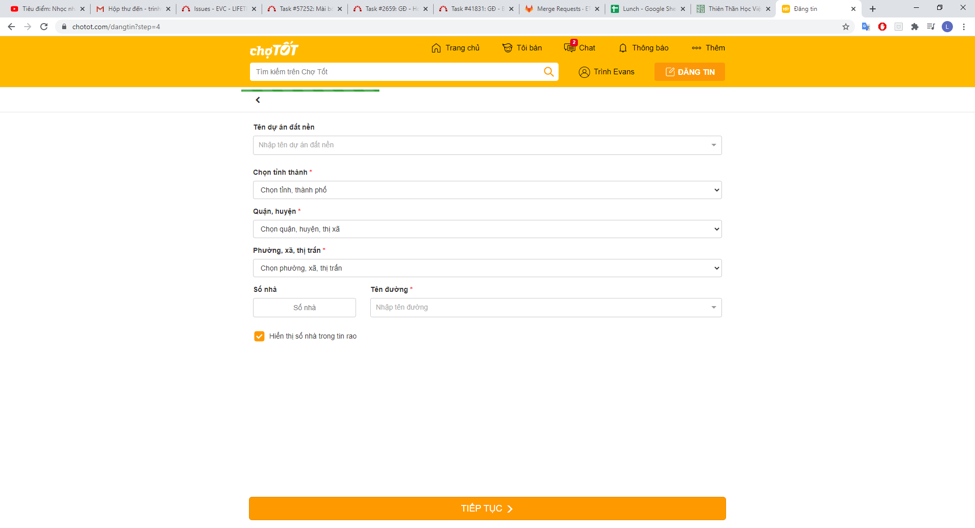 Tiêu điểm: Nhọc nh
Hộp thư đến - trinh
Issues - EVC - LIFET
Task #57252: Mái b
Task #2659: GĐ - H
Task #41831: GĐ -
Merge Requests - E
Lunch - Google She
Thiên Thần Học Việ
Đăng tin
chotot.com/dangtin?step=4
L
chợTỐT
Trang chủ
Tôi bán
2
Chat
Thông báo
Thêm
Tìm kiếm trên Chợ Tốt
Trinh Evans
ĐĂNG TIN
Tên dự án đất nền
Nhập tên dự án đất nền
Chọn tỉnh thành *
Chọn tỉnh, thành phố
Quận, huyện *
Chọn quận, huyện, thị xã
Phường, xã, thị trấn *
Chọn phường, xã, thị trấn
Số nhà
Tên đường *
Số nhà
Nhập tên đường
Hiển thị số nhà trong tin rao
TIẾP TỤC